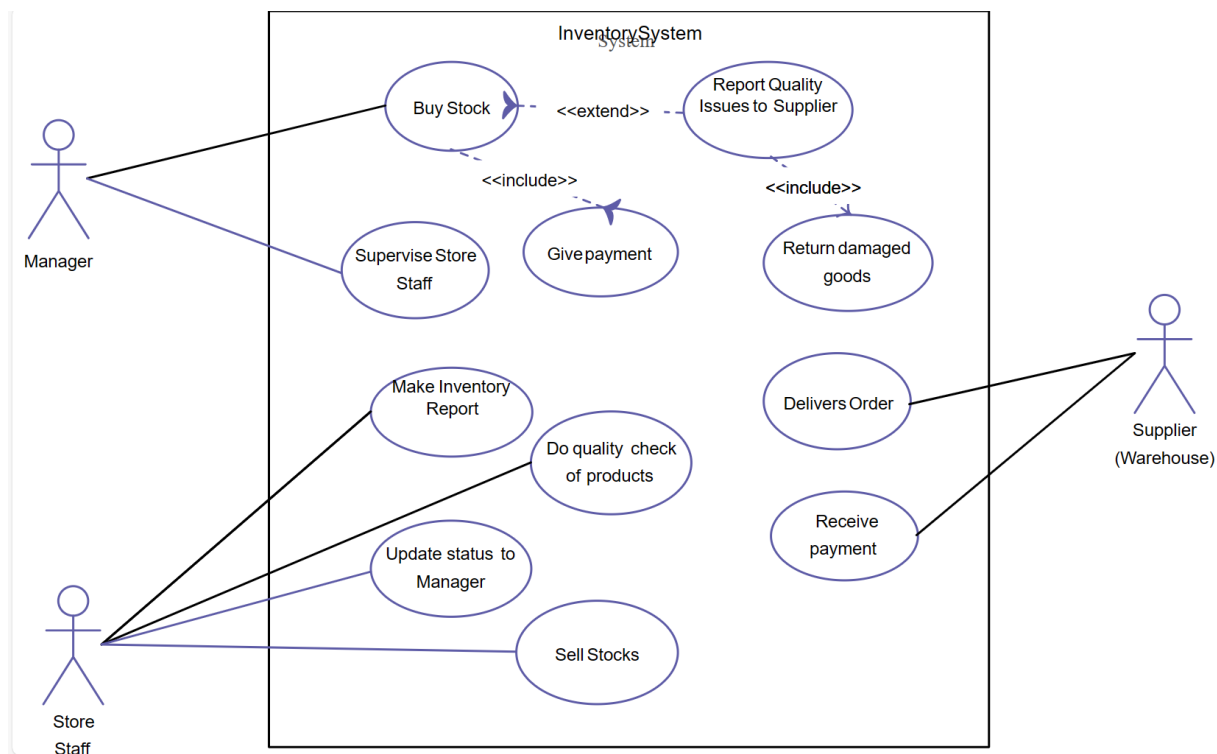 InventorySystem
System
Buy Stock
<<extend>>
Report Quality
Issues to Supplier
<<include>>
<<include>>
Manager
Supervise Store
Staff
Give payment
Return damaged
goods
Make Inventory
Report
Delivers Order
Do quality check
of products
Supplier
(Warehouse)
Update status to
Manager
Receive
payment
Sell Stocks
Store
Staff